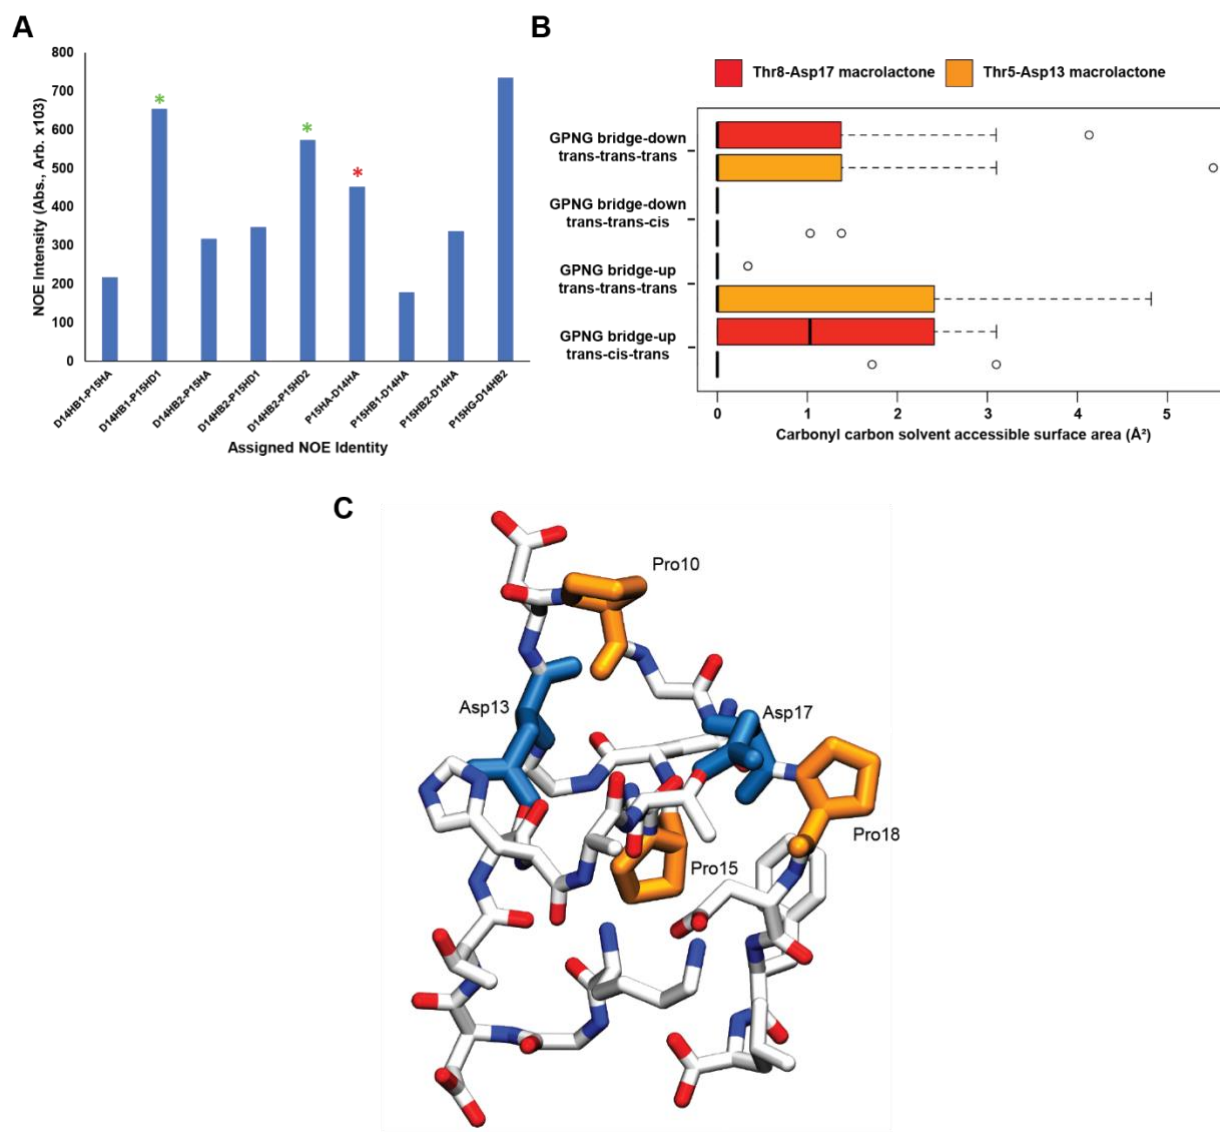 A
800
700
600
500
400
300
200
100
0
NOE Intensity (Abs., Arb. x103)
*
*
*
D14HB1-P15HA
D14HB1-P15HD1
D14HB2-P15HA
D14HB2-P15HD1
D14HB2-P15HD2
P15HA-D14HA
P15HB1-D14HA
P15HB2-D14HA
P15HG-D14HB2
Assigned NOE Identity
B
Thr8-Asp17 macrolactone
Thr5-Asp13 macrolactone
GPNG bridge-down
trans-trans-trans
GPNG bridge-down
trans-trans-cis
GPNG bridge-up
trans-trans-trans
GPNG bridge-up
trans-cis-trans
0 1 2 3 4 5
Carbonyl carbon solvent accessible surface area (Å²)
C
Pro10
Asp13
Asp17
Pro18
Pro15